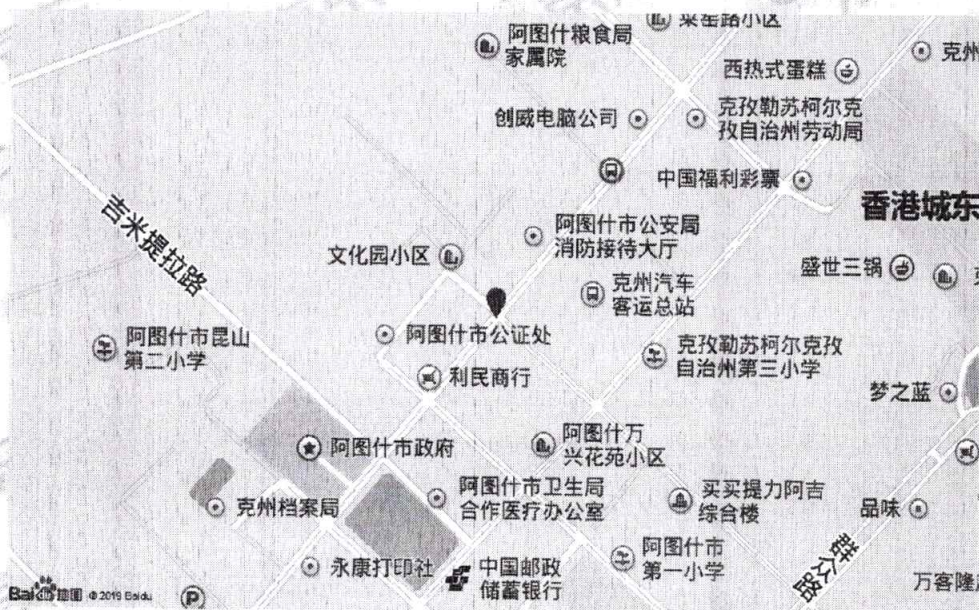 菜笙路小区
阿图什粮食局
家属院
克州
西热式蛋糕
创威电脑公司
克孜勒苏柯尔克
孜自治州劳动局
中国福利彩票
香港城东
吉米提拉路
阿图什市公安局
消防接待大厅
文化园小区
盛世三锅
克州汽车
客运总站
阿图什市昆山
第二小学
阿图什市公证处
克孜勒苏柯尔克孜
自治州第三小学
利民商行
梦之蓝
阿图什市政府
阿图什万
兴花苑小区
克州档案局
阿图什市卫生局
合作医疗办公室
买买提力阿吉
综合楼
品味
群众路
永康打印社
中国邮政
储蓄银行
阿图什市
第一小学
万客隆
Bai du 地图 © 2019 Baidu
P